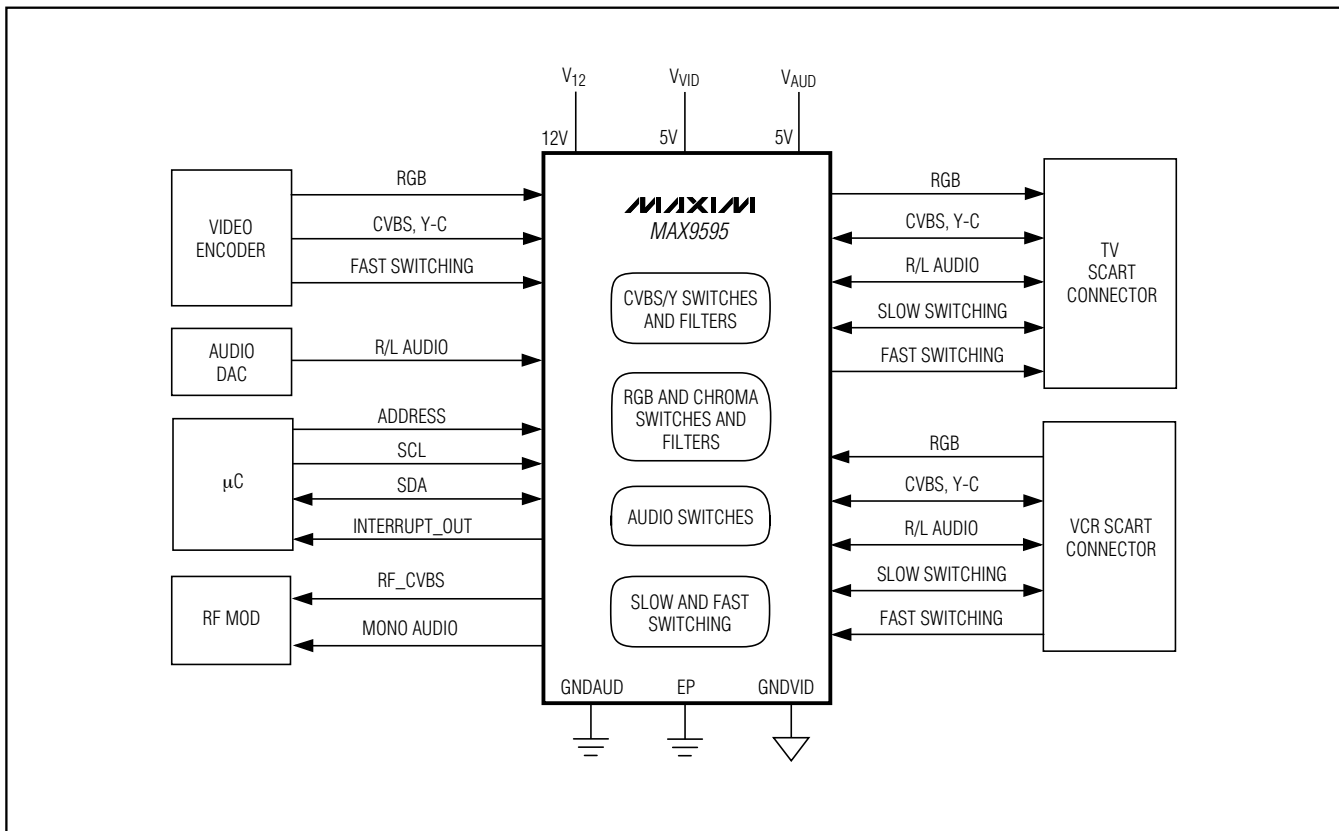 V12
VVID
VAUD
12V
5V
5V
VIDEO
ENCODER
RGB
CVBS, Y-C
FAST SWITCHING
AUDIO
DAC
R/L AUDIO
μC
ADDRESS
SCL
SDA
INTERRUPT_OUT
RF MOD
RF_CVBS
MONO AUDIO
MAXIM
MAX9595
CVBS/Y SWITCHES
AND FILTERS
RGB AND CHROMA
SWITCHES AND
FILTERS
AUDIO SWITCHES
SLOW AND FAST
SWITCHING
GNDAUD
EP
GNDVID
RGB
CVBS, Y-C
R/L AUDIO
SLOW SWITCHING
FAST SWITCHING
TV
SCART
CONNECTOR
RGB
CVBS, Y-C
R/L AUDIO
SLOW SWITCHING
FAST SWITCHING
VCR SCART
CONNECTOR